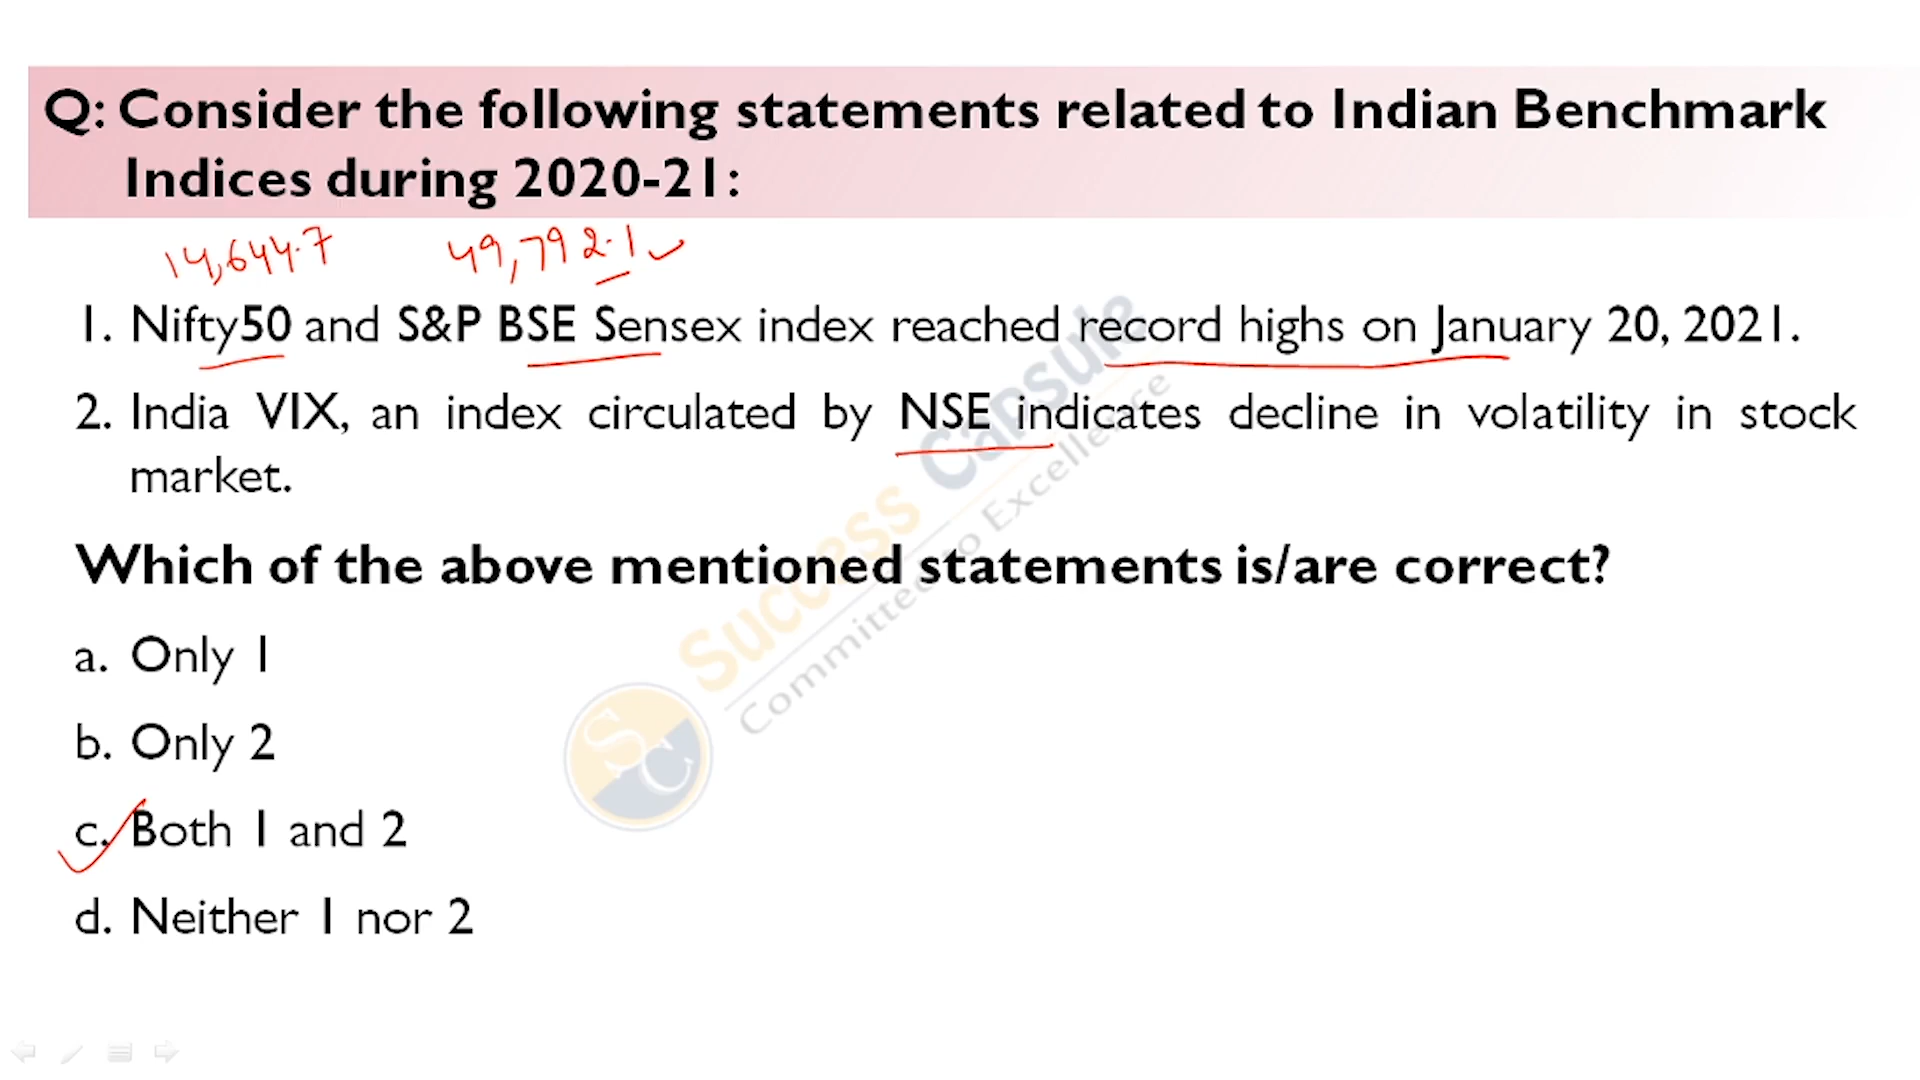 Q: Consider the following statements related to Indian Benchmark
Indices during 2020-21:
14,644.7 49,792.1
1. Nifty50 and S&P BSE Sensex index reached record highs on January 20, 2021.
2. India VIX, an index circulated by NSE indicates decline in volatility in stock
market.
Which of the above mentioned statements is/are correct?
a. Only 1
b. Only 2
c. Both 1 and 2
d. Neither 1 nor 2
Success Capsule
Committed to Excellence
SC